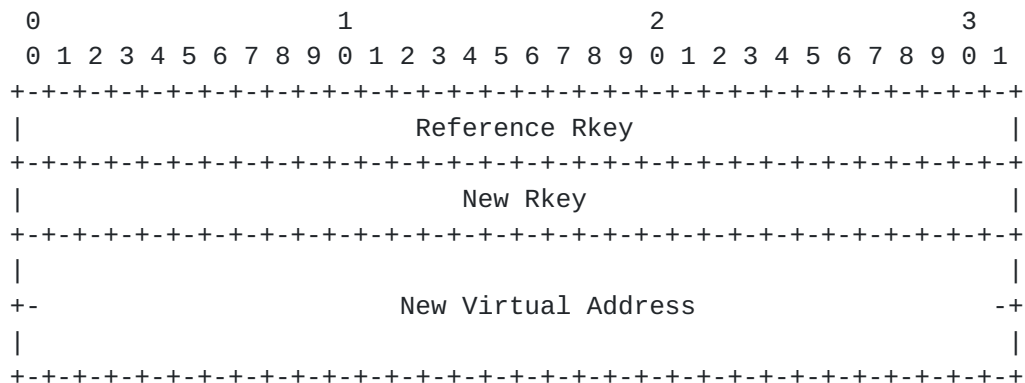 0                   1                   2                   3
 0 1 2 3 4 5 6 7 8 9 0 1 2 3 4 5 6 7 8 9 0 1 2 3 4 5 6 7 8 9 0 1
+-+-+-+-+-+-+-+-+-+-+-+-+-+-+-+-+-+-+-+-+-+-+-+-+-+-+-+-+-+-+-+-+
|                         Reference Rkey                        |
+-+-+-+-+-+-+-+-+-+-+-+-+-+-+-+-+-+-+-+-+-+-+-+-+-+-+-+-+-+-+-+-+
|                            New Rkey                           |
+-+-+-+-+-+-+-+-+-+-+-+-+-+-+-+-+-+-+-+-+-+-+-+-+-+-+-+-+-+-+-+-+
|                                                               |
+-                       New Virtual Address                   -+
|                                                               |
+-+-+-+-+-+-+-+-+-+-+-+-+-+-+-+-+-+-+-+-+-+-+-+-+-+-+-+-+-+-+-+-+